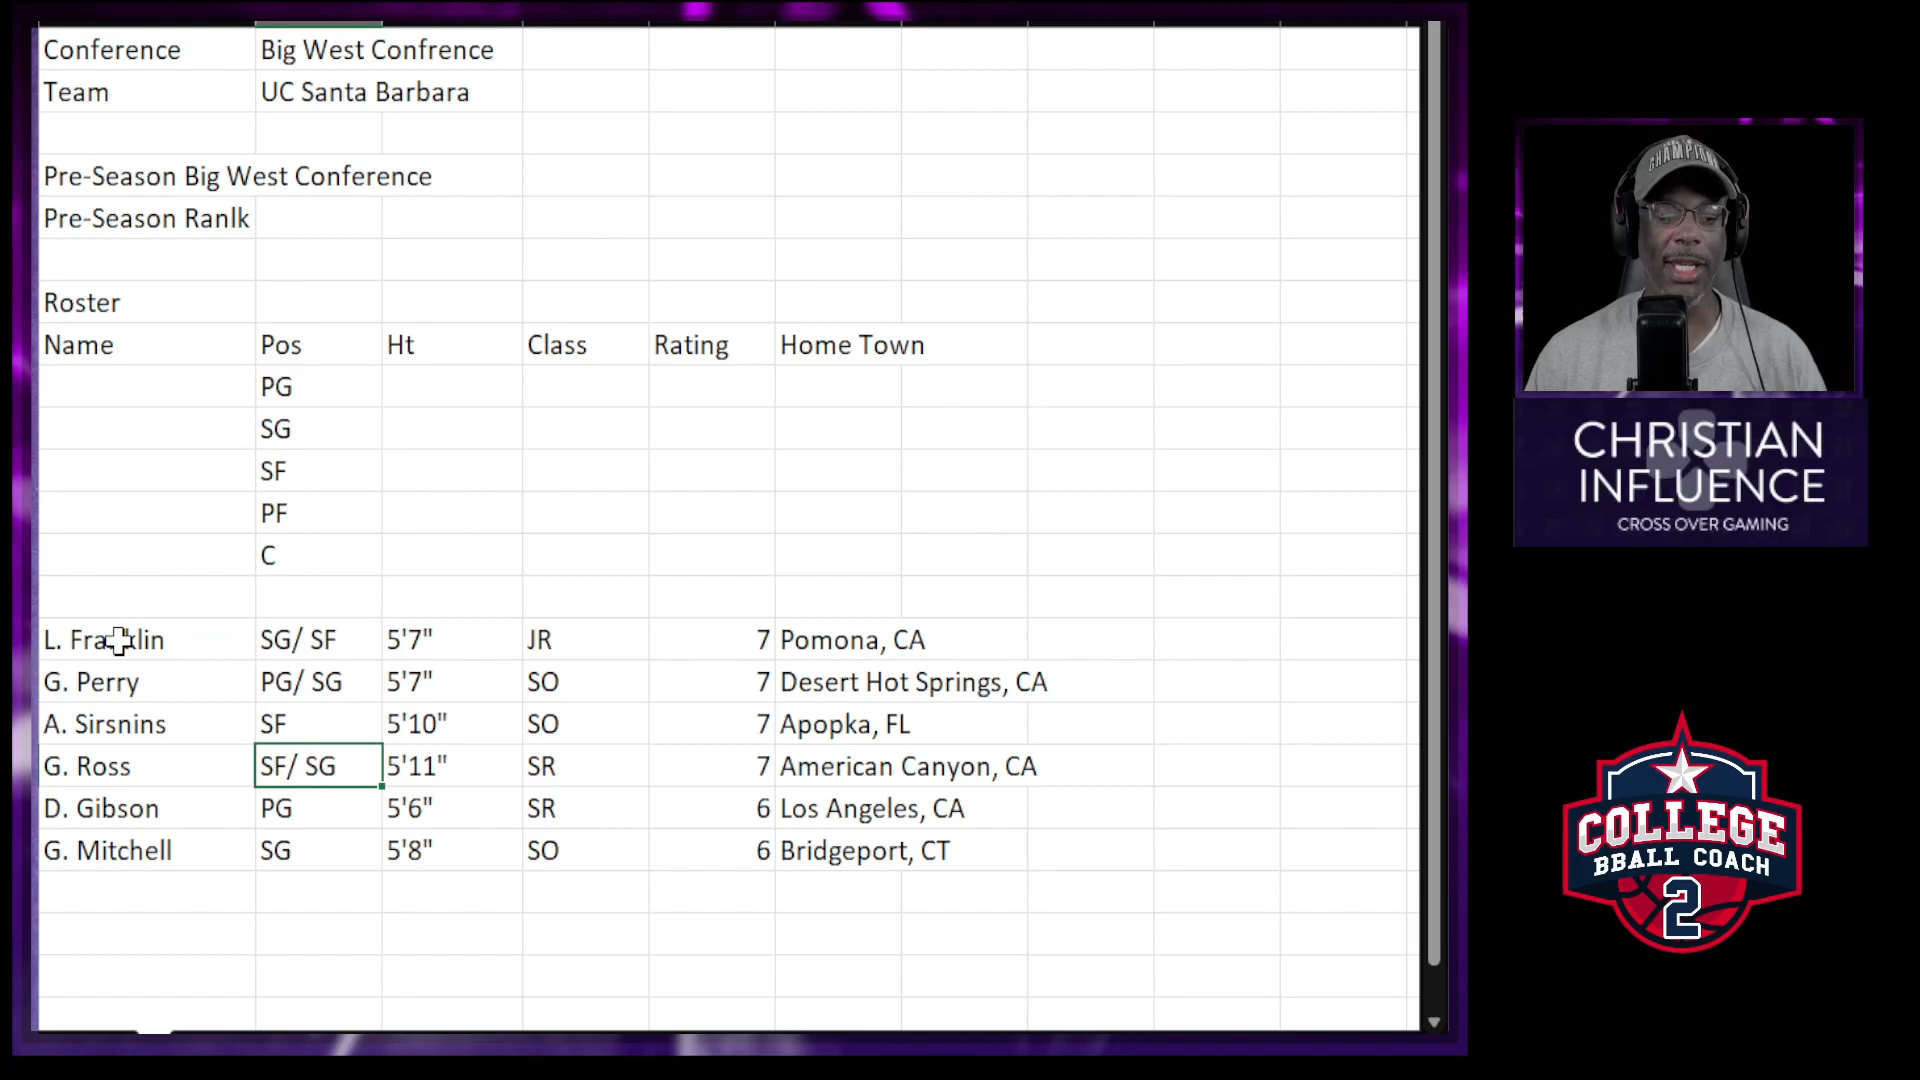 Conference Big West Confrence
Team UC Santa Barbara
Pre-Season Big West Conference
Pre-Season Ranlk
Roster
Name Pos Ht Class Rating Home Town
PG
SG
SF
PF
C
L. Franklin SG/ SF 5'7" JR 7 Pomona, CA
G. Perry PG/ SG 5'7" SO 7 Desert Hot Springs, CA
A. Sirsnins SF 5'10" SO 7 Apopka, FL
G. Ross SF/ SG 5'11" SR 7 American Canyon, CA
D. Gibson PG 5'6" SR 6 Los Angeles, CA
G. Mitchell SG 5'8" SO 6 Bridgeport, CT
CHAMPION
CHRISTIAN
INFLUENCE
CROSS OVER GAMING
COLLEGE
BBALL COACH
2